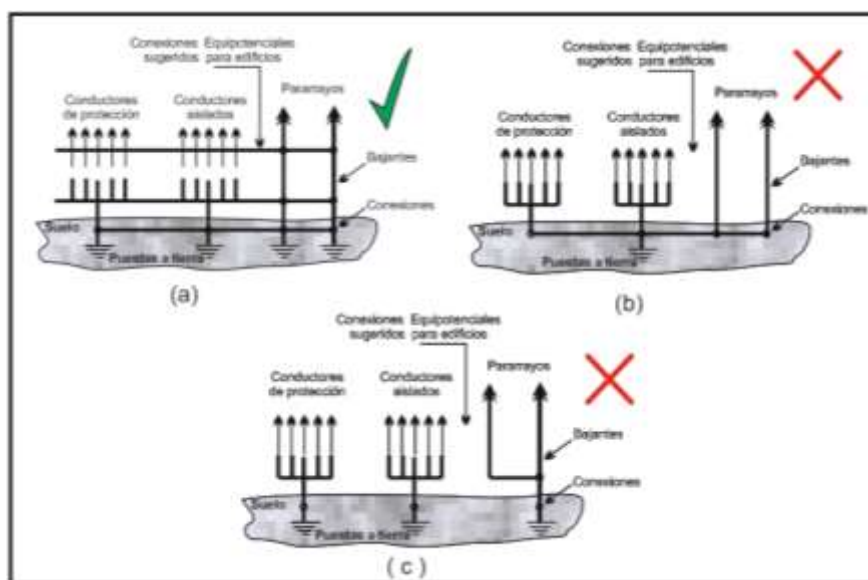 Conexiones Equipotenciales
sugeridos para edificios
Conductores
de protección
Conductores
aislados
Pararrayos
Bajantes
Conexiones
Suelo
Puestas a tierra
(a)
Conexiones Equipotenciales
sugeridos para edificios
Conductores
de protección
Conductores
aislados
Pararrayos
Bajantes
Conexiones
Suelo
Puestas a tierra
(b)
Conexiones Equipotenciales
sugeridos para edificios
Conductores
de protección
Conductores
aislados
Pararrayos
Bajantes
Conexiones
Suelo
Puestas a tierra
( c )